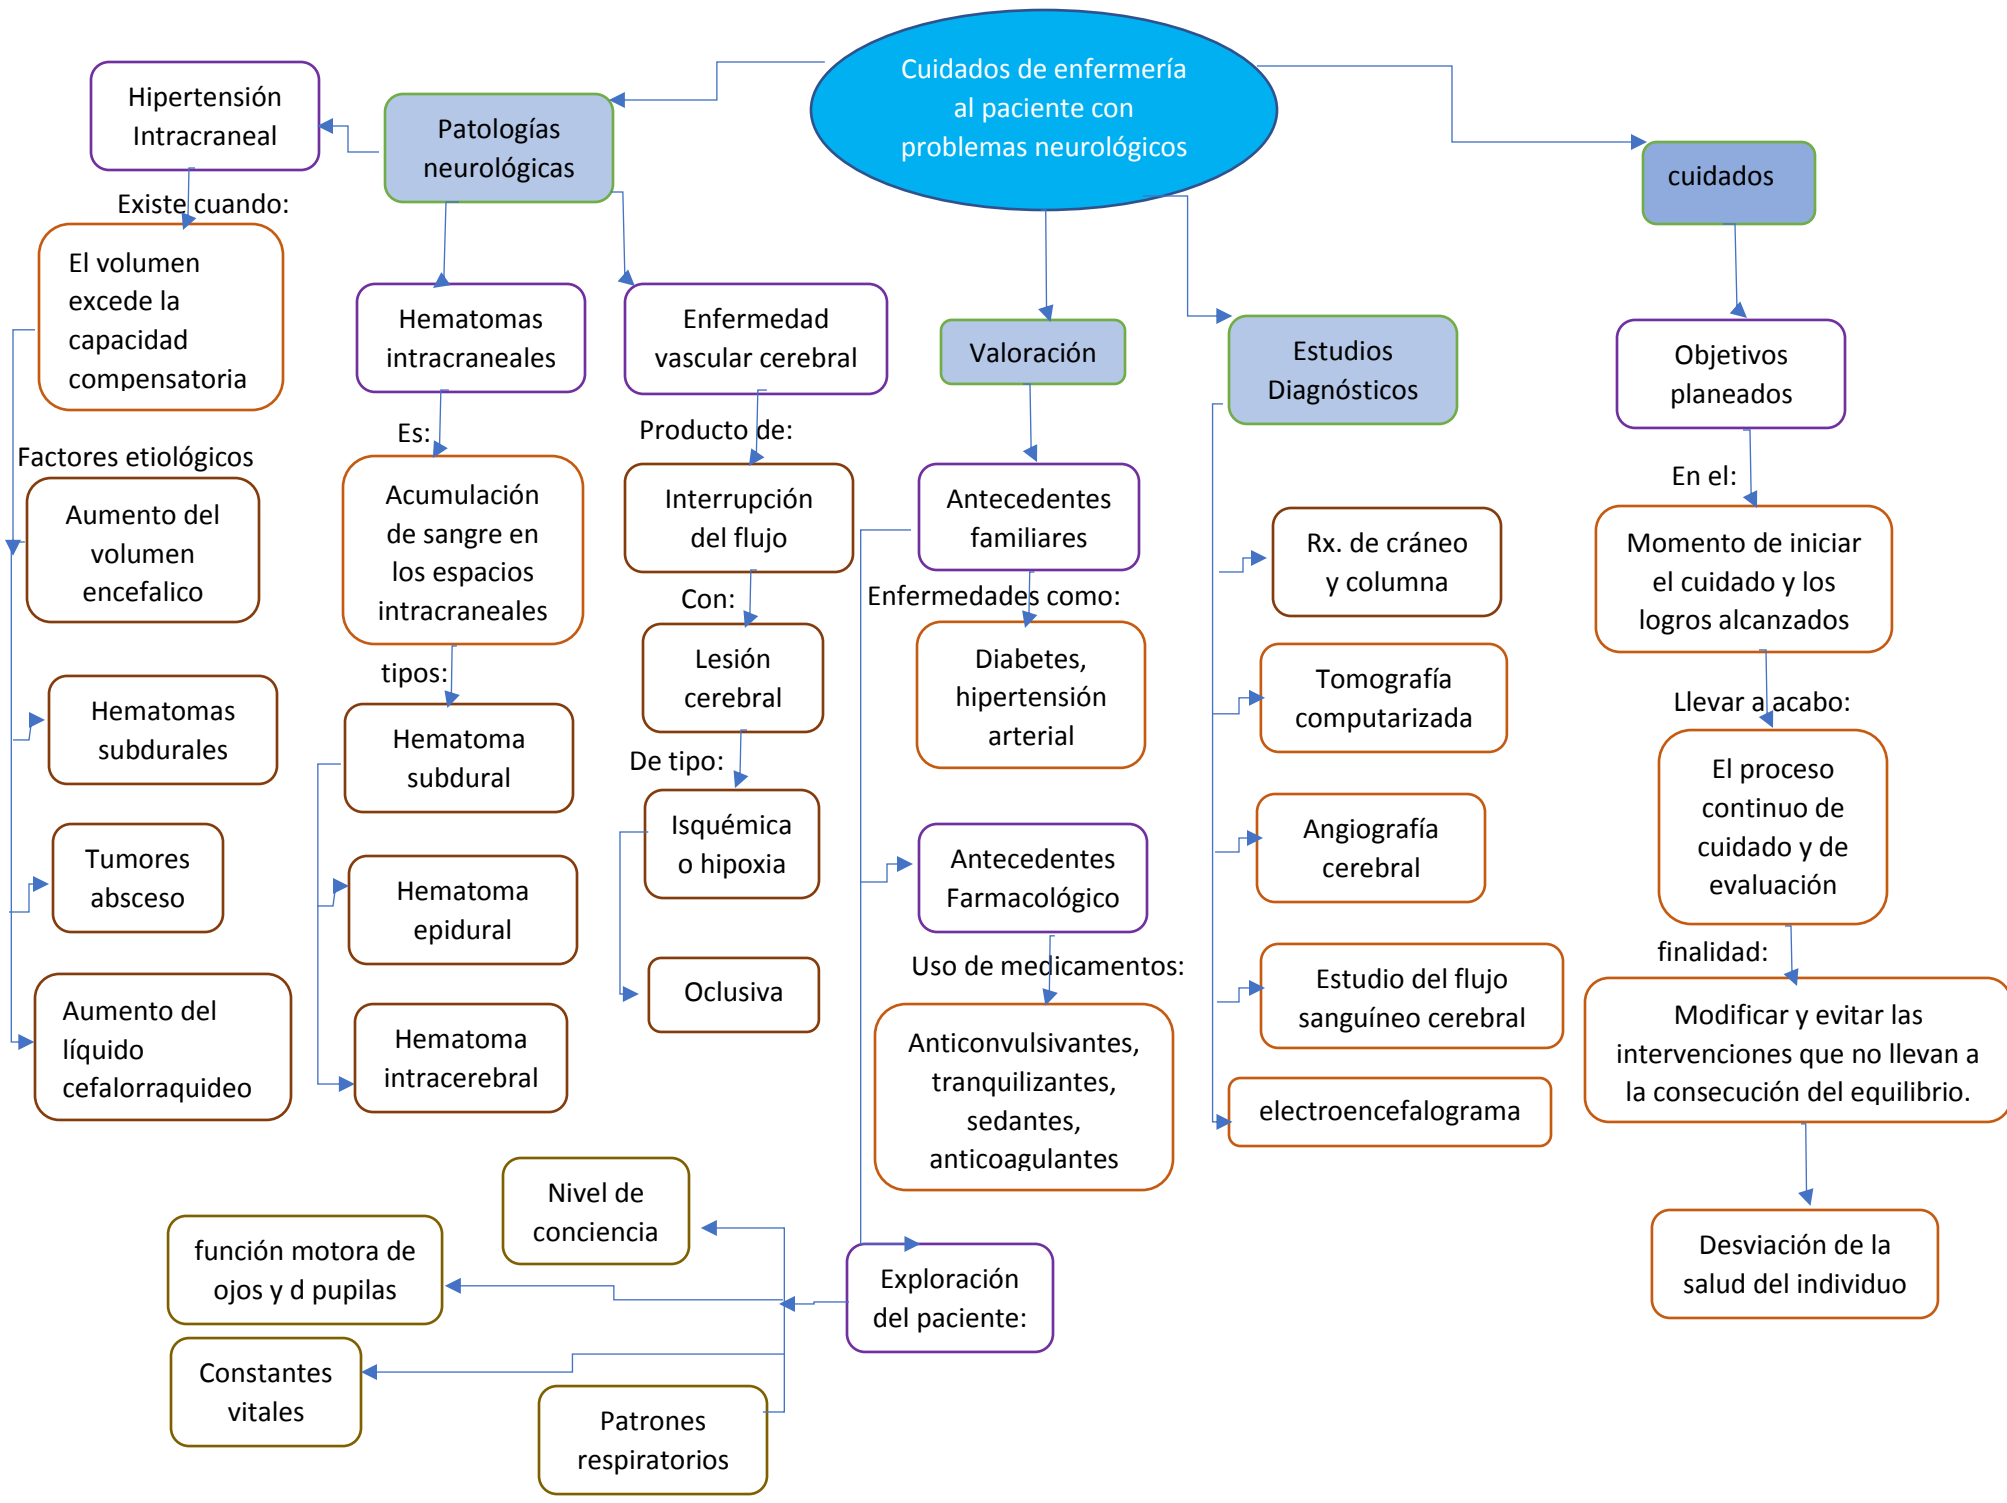 Cuidados de enfermería
al paciente con
problemas neurológicos
Hipertensión
Intracraneal
Patologías
neurológicas
cuidados
Existe cuando:
El volumen
excede la
capacidad
compensatoria
Hematomas
intracraneales
Enfermedad
vascular cerebral
Valoración
Estudios
Diagnósticos
Objetivos
planeados
Factores etiológicos
Aumento del
volumen
encefalico
Hematomas
subdurales
Tumores
absceso
Aumento del
líquido
cefalorraquideo
Es:
Acumulación
de sangre en
los espacios
intracraneales
tipos:
Hematoma
subdural
Hematoma
epidural
Hematoma
intracerebral
Producto de:
Interrupción
del flujo
Con:
Lesión
cerebral
De tipo:
Isquémica
o hipoxia
Oclusiva
Antecedentes
familiares
Enfermedades como:
Diabetes,
hipertensión
arterial
Antecedentes
Farmacológico
Uso de medicamentos:
Anticonvulsivantes,
tranquilizantes,
sedantes,
anticoagulantes
Exploración
del paciente:
Nivel de
conciencia
función motora de
ojos y d pupilas
Constantes
vitales
Patrones
respiratorios
Rx. de cráneo
y columna
Tomografía
computarizada
Angiografía
cerebral
Estudio del flujo
sanguíneo cerebral
electroencefalograma
En el:
Momento de iniciar
el cuidado y los
logros alcanzados
Llevar a acabo:
El proceso
continuo de
cuidado y de
evaluación
finalidad:
Modificar y evitar las
intervenciones que no llevan a
la consecución del equilibrio.
Desviación de la
salud del individuo